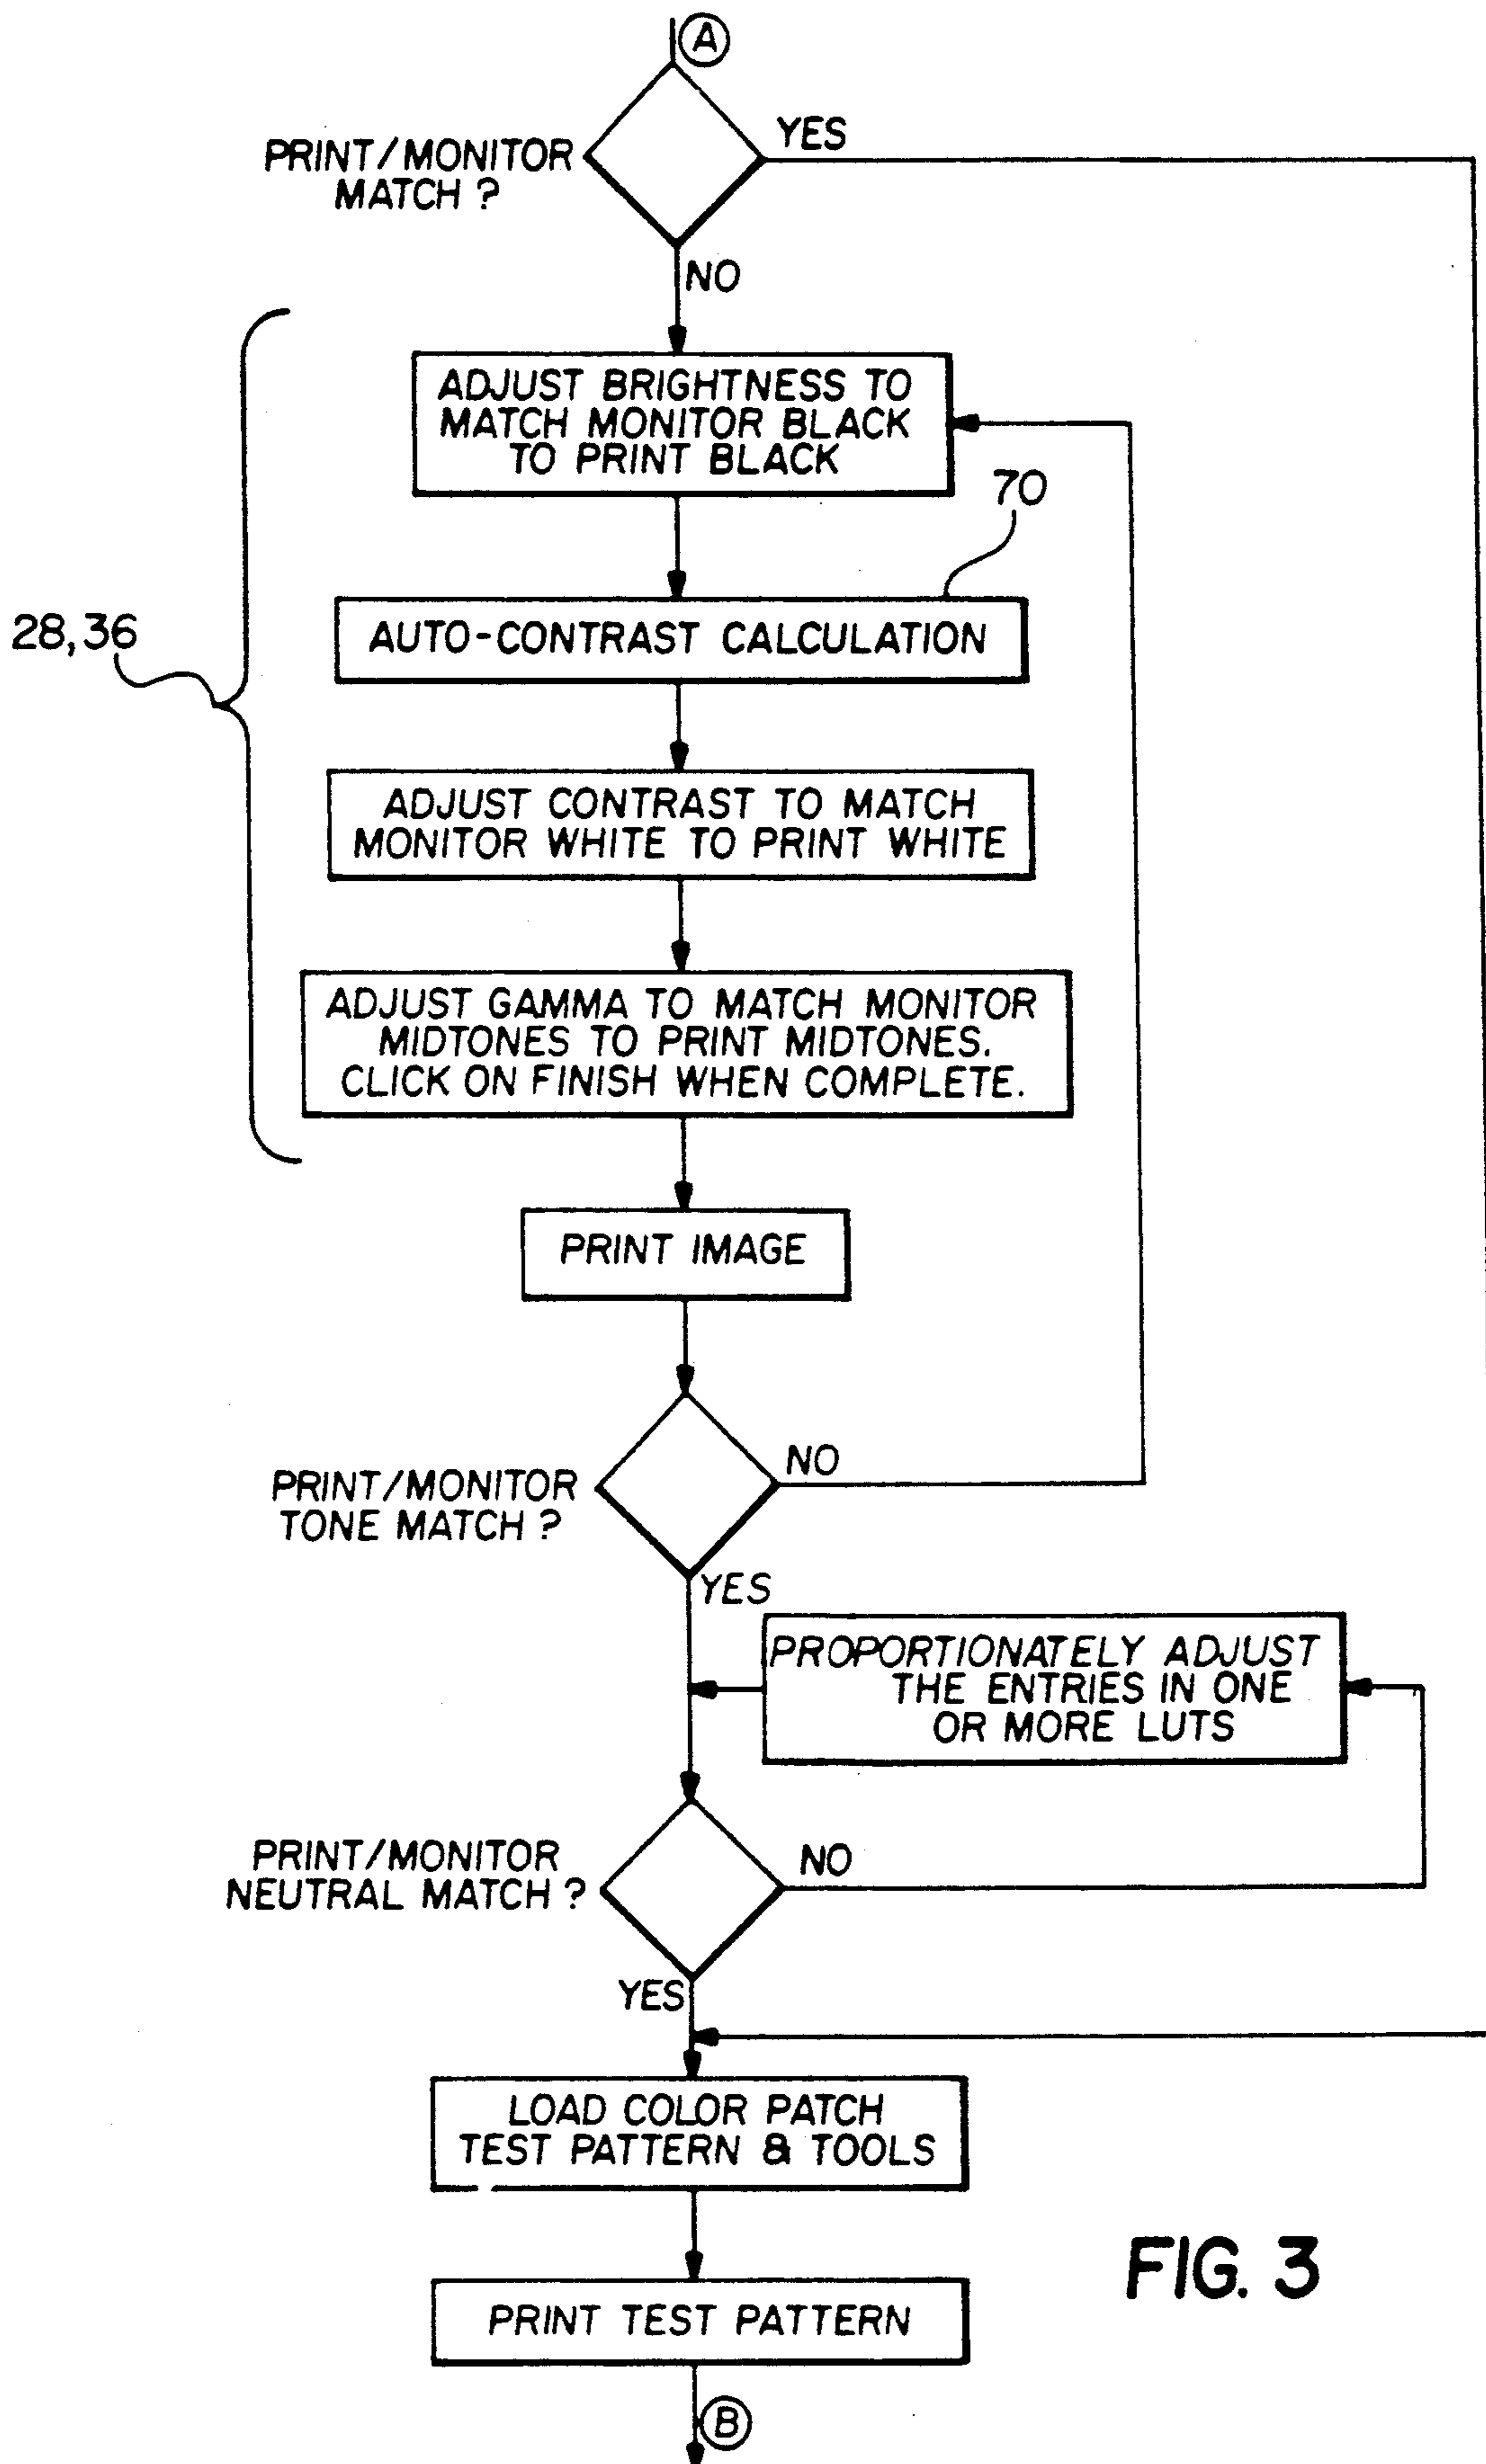 A
PRINT/MONITOR
MATCH ?
YES
NO
ADJUST BRIGHTNESS TO
MATCH MONITOR BLACK
TO PRINT BLACK
70
28,36
AUTO-CONTRAST CALCULATION
ADJUST CONTRAST TO MATCH
MONITOR WHITE TO PRINT WHITE
ADJUST GAMMA TO MATCH MONITOR
MIDTONES TO PRINT MIDTONES.
CLICK ON FINISH WHEN COMPLETE.
PRINT IMAGE
PRINT/MONITOR
TONE MATCH ?
NO
YES
PROPORTIONATELY ADJUST
THE ENTRIES IN ONE
OR MORE LUTS
PRINT/MONITOR
NEUTRAL MATCH ?
NO
YES
LOAD COLOR PATCH
TEST PATTERN & TOOLS
PRINT TEST PATTERN
FIG. 3
B